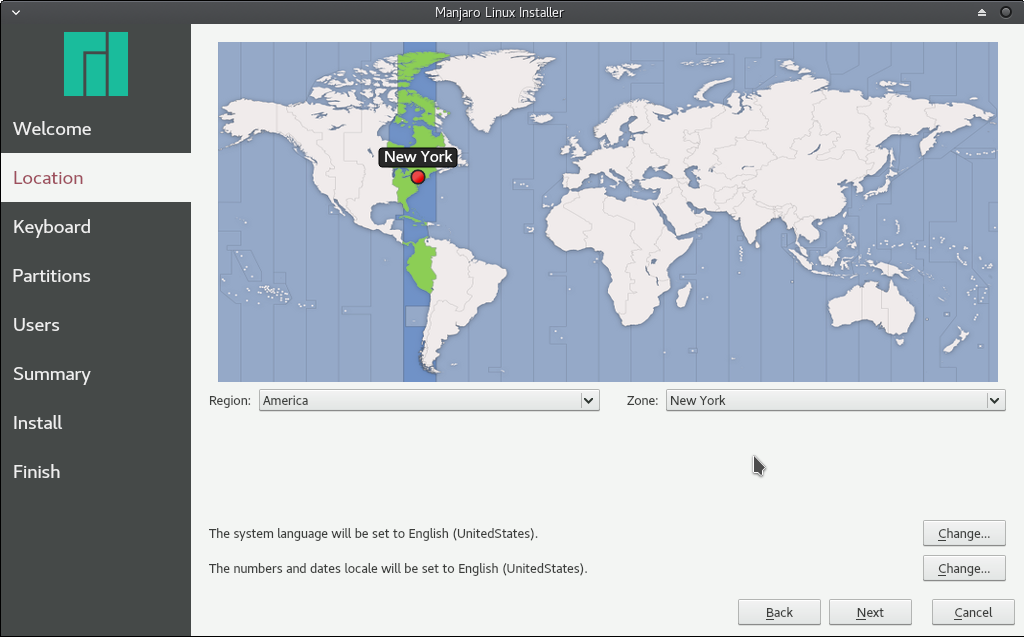 Manjaro Linux Installer
Welcome
Location
Keyboard
Partitions
Users
Summary
Install
Finish
New York
Region: America Zone: New York
The system language will be set to English (UnitedStates). Change...
The numbers and dates locale will be set to English (UnitedStates). Change...
Back Next Cancel